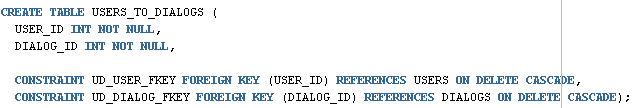 CREATE TABLE USERS_TO_DIALOGS (
USER_ID INT NOT NULL,
DIALOG_ID INT NOT NULL,
CONSTRAINT UD_USER_FKEY FOREIGN KEY (USER_ID) REFERENCES USERS ON DELETE CASCADE,
CONSTRAINT UD_DIALOG_FKEY FOREIGN KEY (DIALOG_ID) REFERENCES DIALOGS ON DELETE CASCADE);